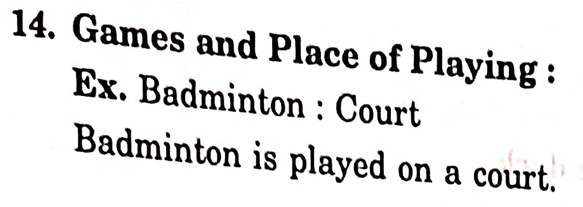 14. Games and Place of Playing :
Ex. Badminton : Court
Badminton is played on a court.